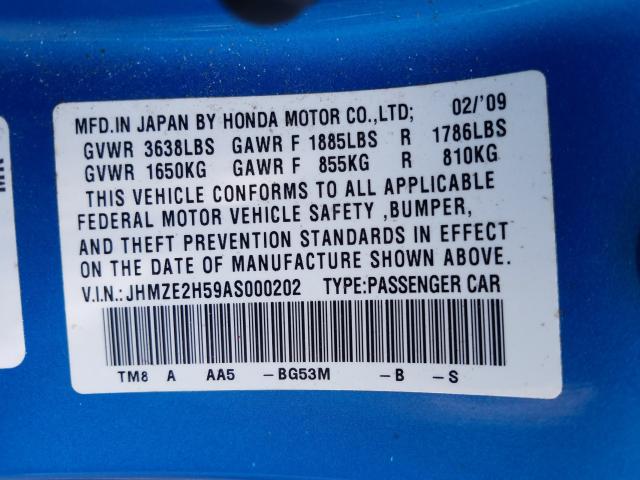 MFD.IN JAPAN BY HONDA MOTOR CO.,LTD; 02/'09
GVWR 3638LBS GAWR F 1885LBS R 1786LBS
GVWR 1650KG GAWR F 855KG R 810KG
THIS VEHICLE CONFORMS TO ALL APPLICABLE
FEDERAL MOTOR VEHICLE SAFETY ,BUMPER,
AND THEFT PREVENTION STANDARDS IN EFFECT
ON THE DATE OF MANUFACTURE SHOWN ABOVE.
V.I.N.:JHMZE2H59AS000202 TYPE:PASSENGER CAR
TM8 A AA5 -BG53M -B -S